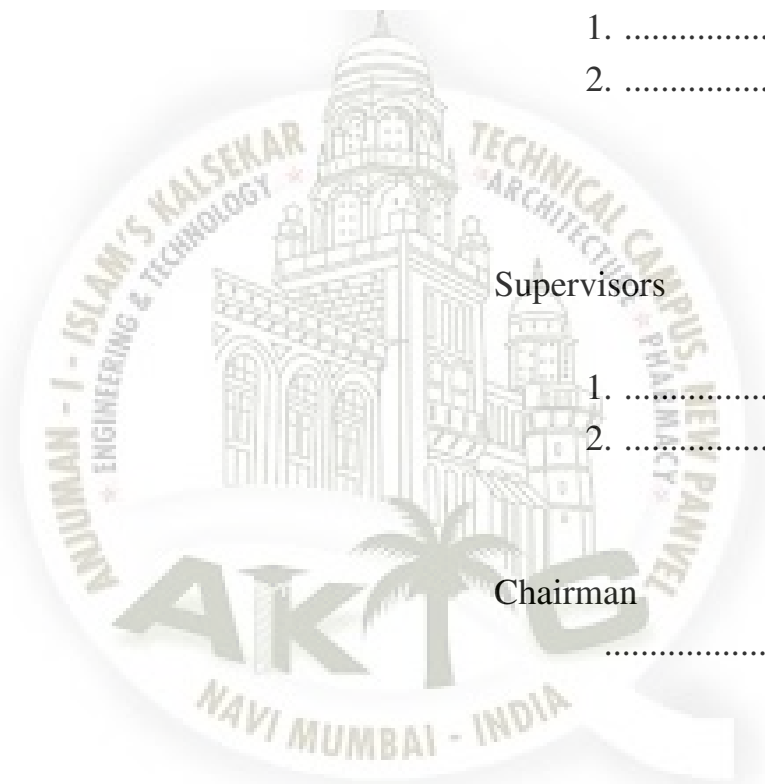 1. ..................
2. ..................
Supervisors
1. ..................
2. ..................
Chairman
..................
ANJUMAN - I - ISLAM'S KALSEKAR TECHNICAL CAMPUS, NEW PANVEL
ENGINEERING & TECHNOLOGY * ARCHITECTURE * PHARMACY *
AKTC
NAVI MUMBAI - INDIA